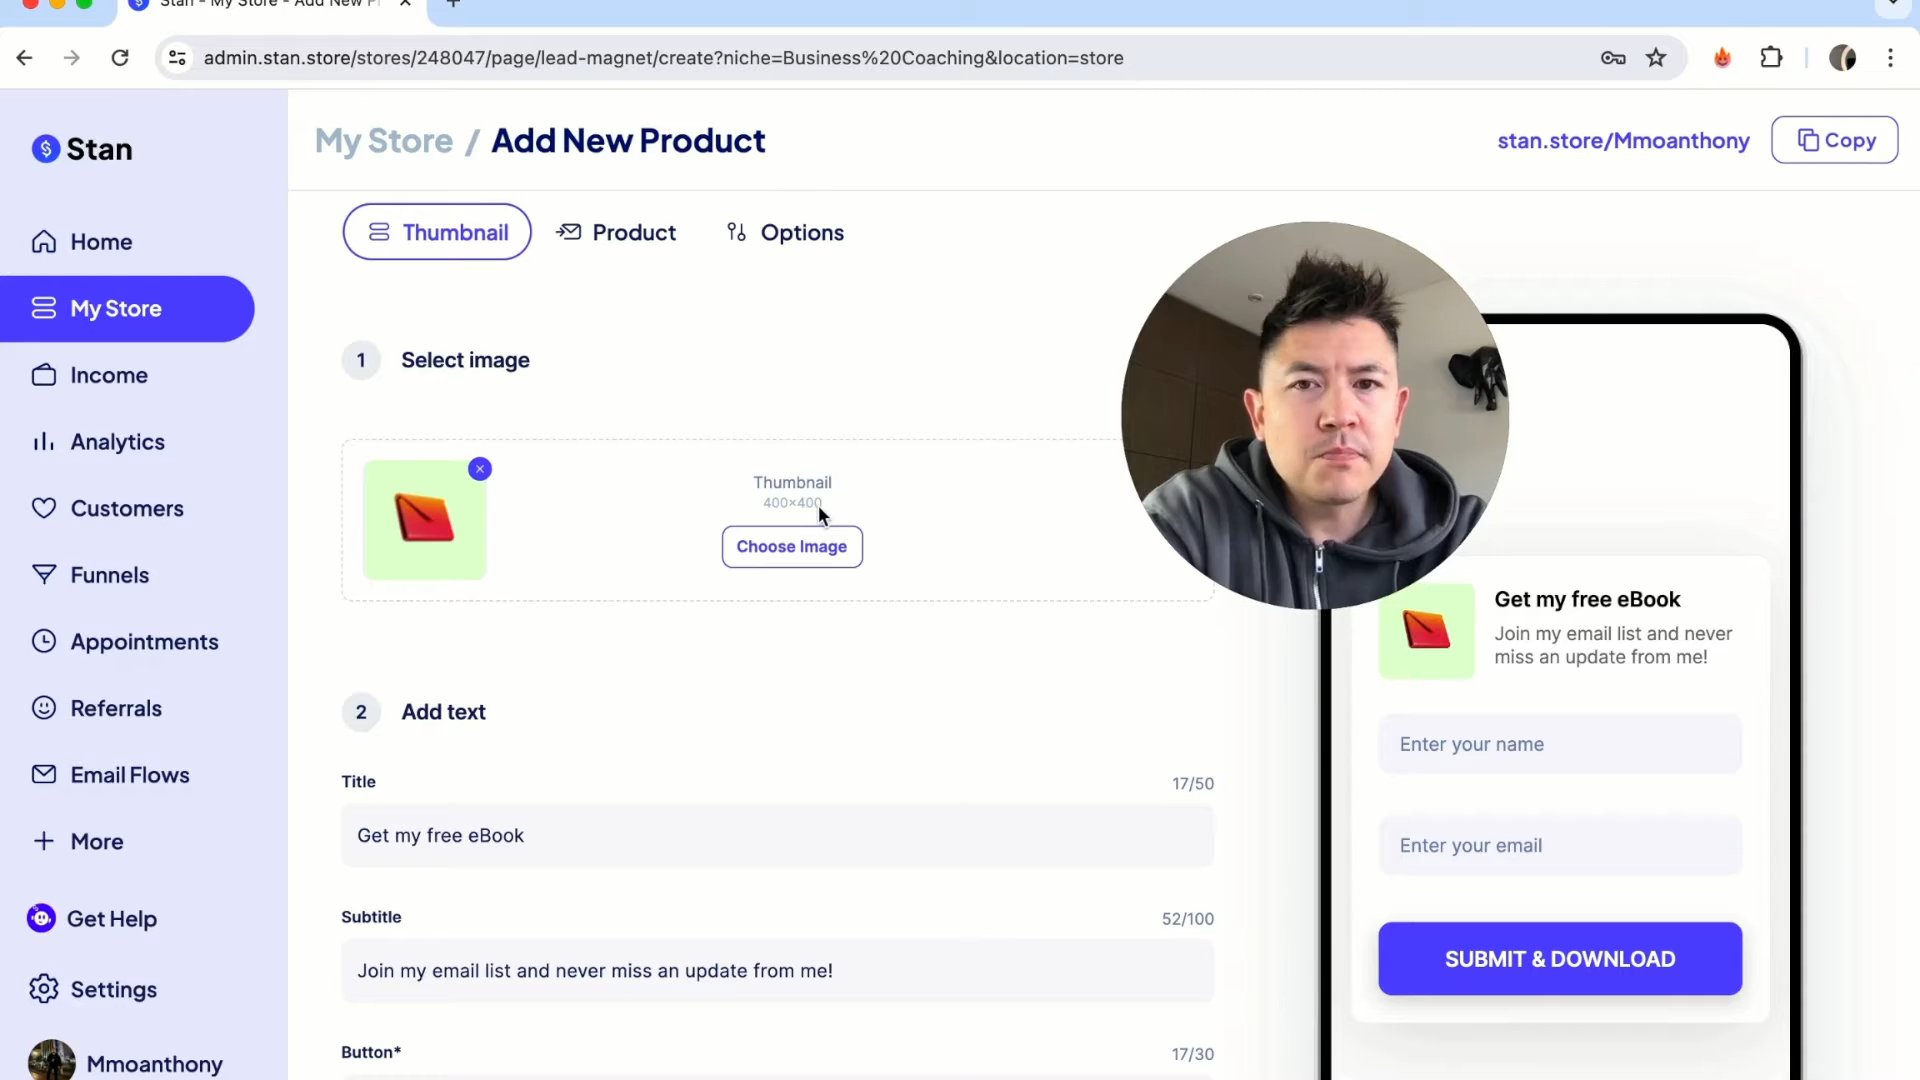 Stan - My Store - Add New P
admin.stan.store/stores/248047/page/lead-magnet/create?niche=Business%20Coaching&location=store
Stan
My Store / Add New Product
stan.store/Mmoanthony
Copy
Home
My Store
Income
Analytics
Customers
Funnels
Appointments
Referrals
Email Flows
More
Get Help
Settings
Mmoanthony
Thumbnail
Product
Options
1 Select image
Thumbnail
400×400
Choose Image
2 Add text
Title
17/50
Get my free eBook
Subtitle
52/100
Join my email list and never miss an update from me!
Button*
17/30
Get my free eBook
Join my email list and never
miss an update from me!
Enter your name
Enter your email
SUBMIT & DOWNLOAD